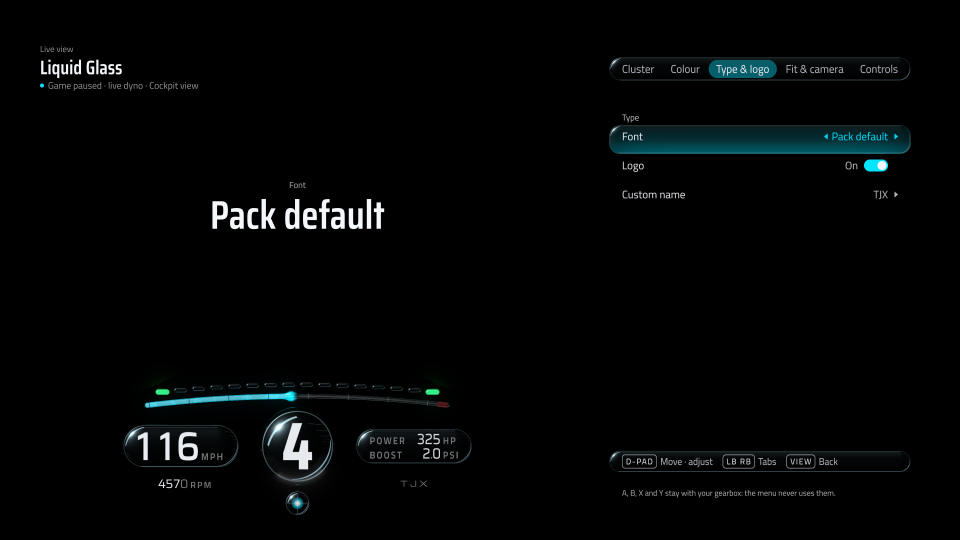 Live view
Liquid Glass
Game paused · live dyno · Cockpit view
Cluster Colour Type & logo Fit & camera Controls
Type
Font Pack default
Logo On
Custom name TJX
Font
Pack default
116 MPH
4570 RPM
4
POWER 325 HP
BOOST 2.0 PSI
TJX
D-PAD Move · adjust LB RB Tabs VIEW Back
A, B, X and Y stay with your gearbox: the menu never uses them.